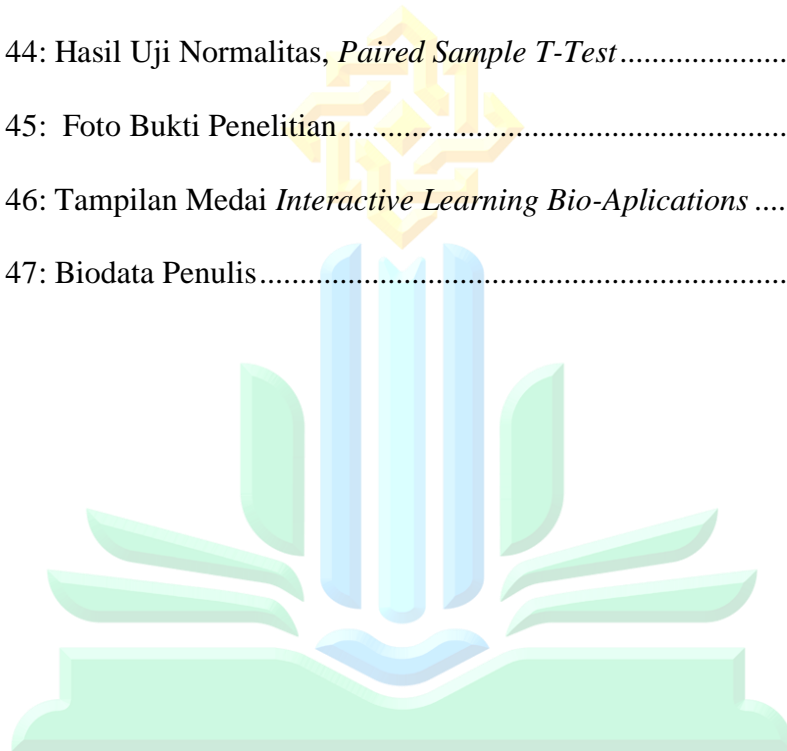 44: Hasil Uji Normalitas, Paired Sample T-Test.....................
45:  Foto Bukti Penelitian.......................................................
46: Tampilan Medai Interactive Learning Bio-Aplications ....
47: Biodata Penulis.................................................................